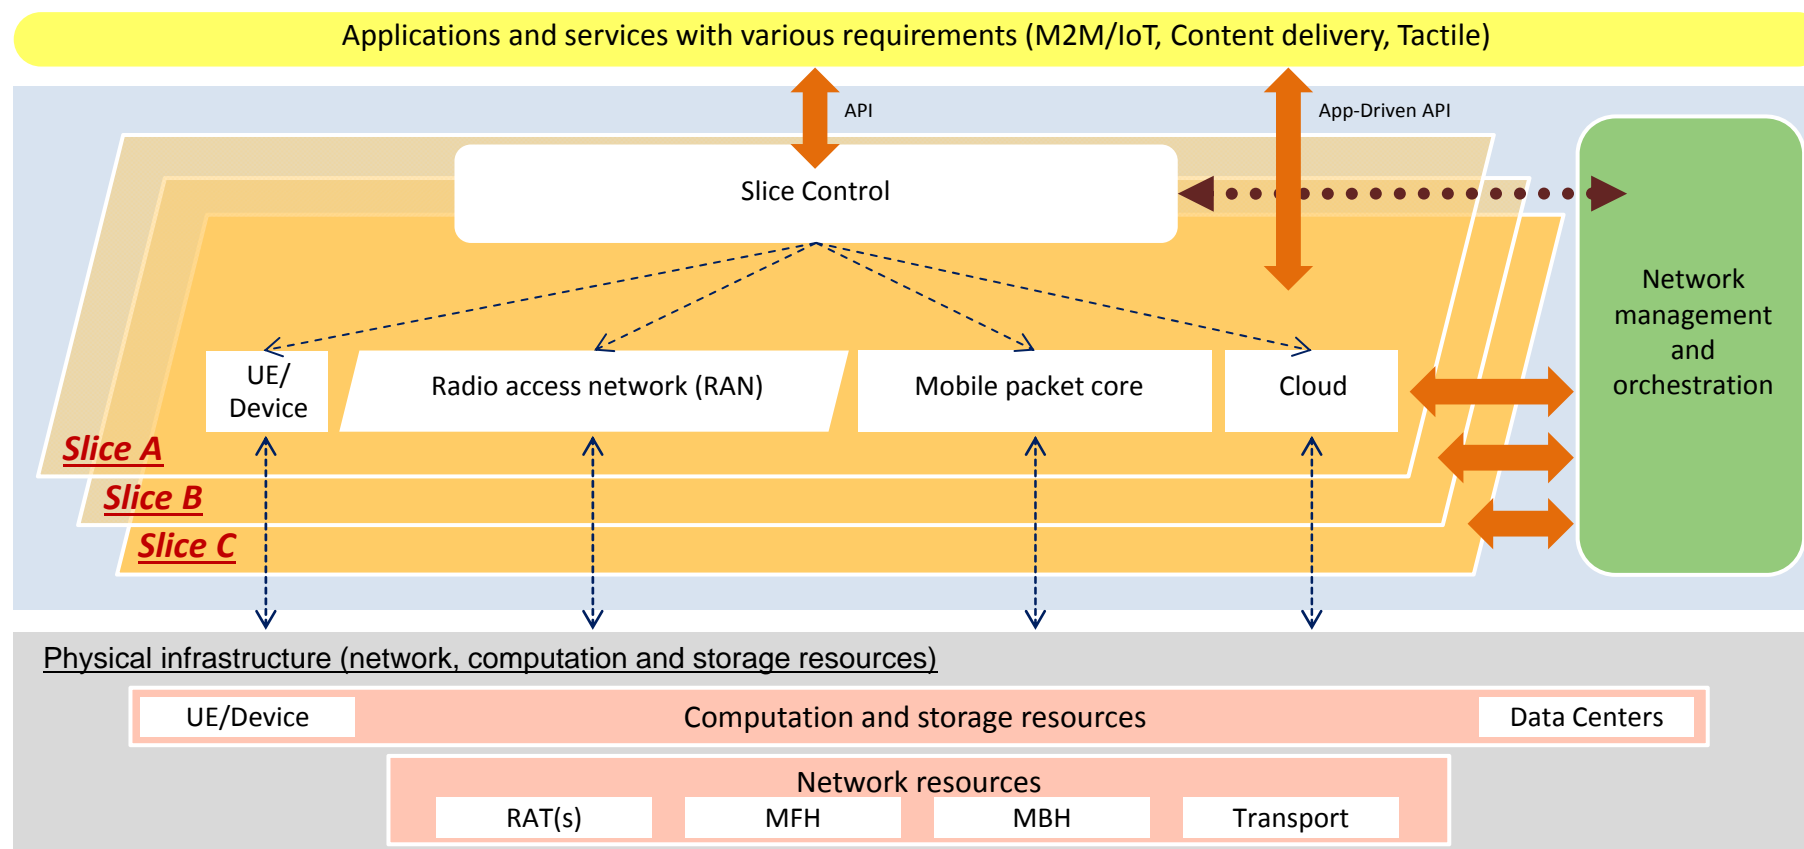 Applications and services with various requirements (M2M/IoT, Content delivery, Tactile)
API
App-Driven API
Slice Control
Network
management
and
orchestration
UE/
Device
Radio access network (RAN)
Mobile packet core
Cloud
Slice A
Slice B
Slice C
Physical infrastructure (network, computation and storage resources)
UE/Device
Computation and storage resources
Data Centers
Network resources
RAT(s)
MFH
MBH
Transport